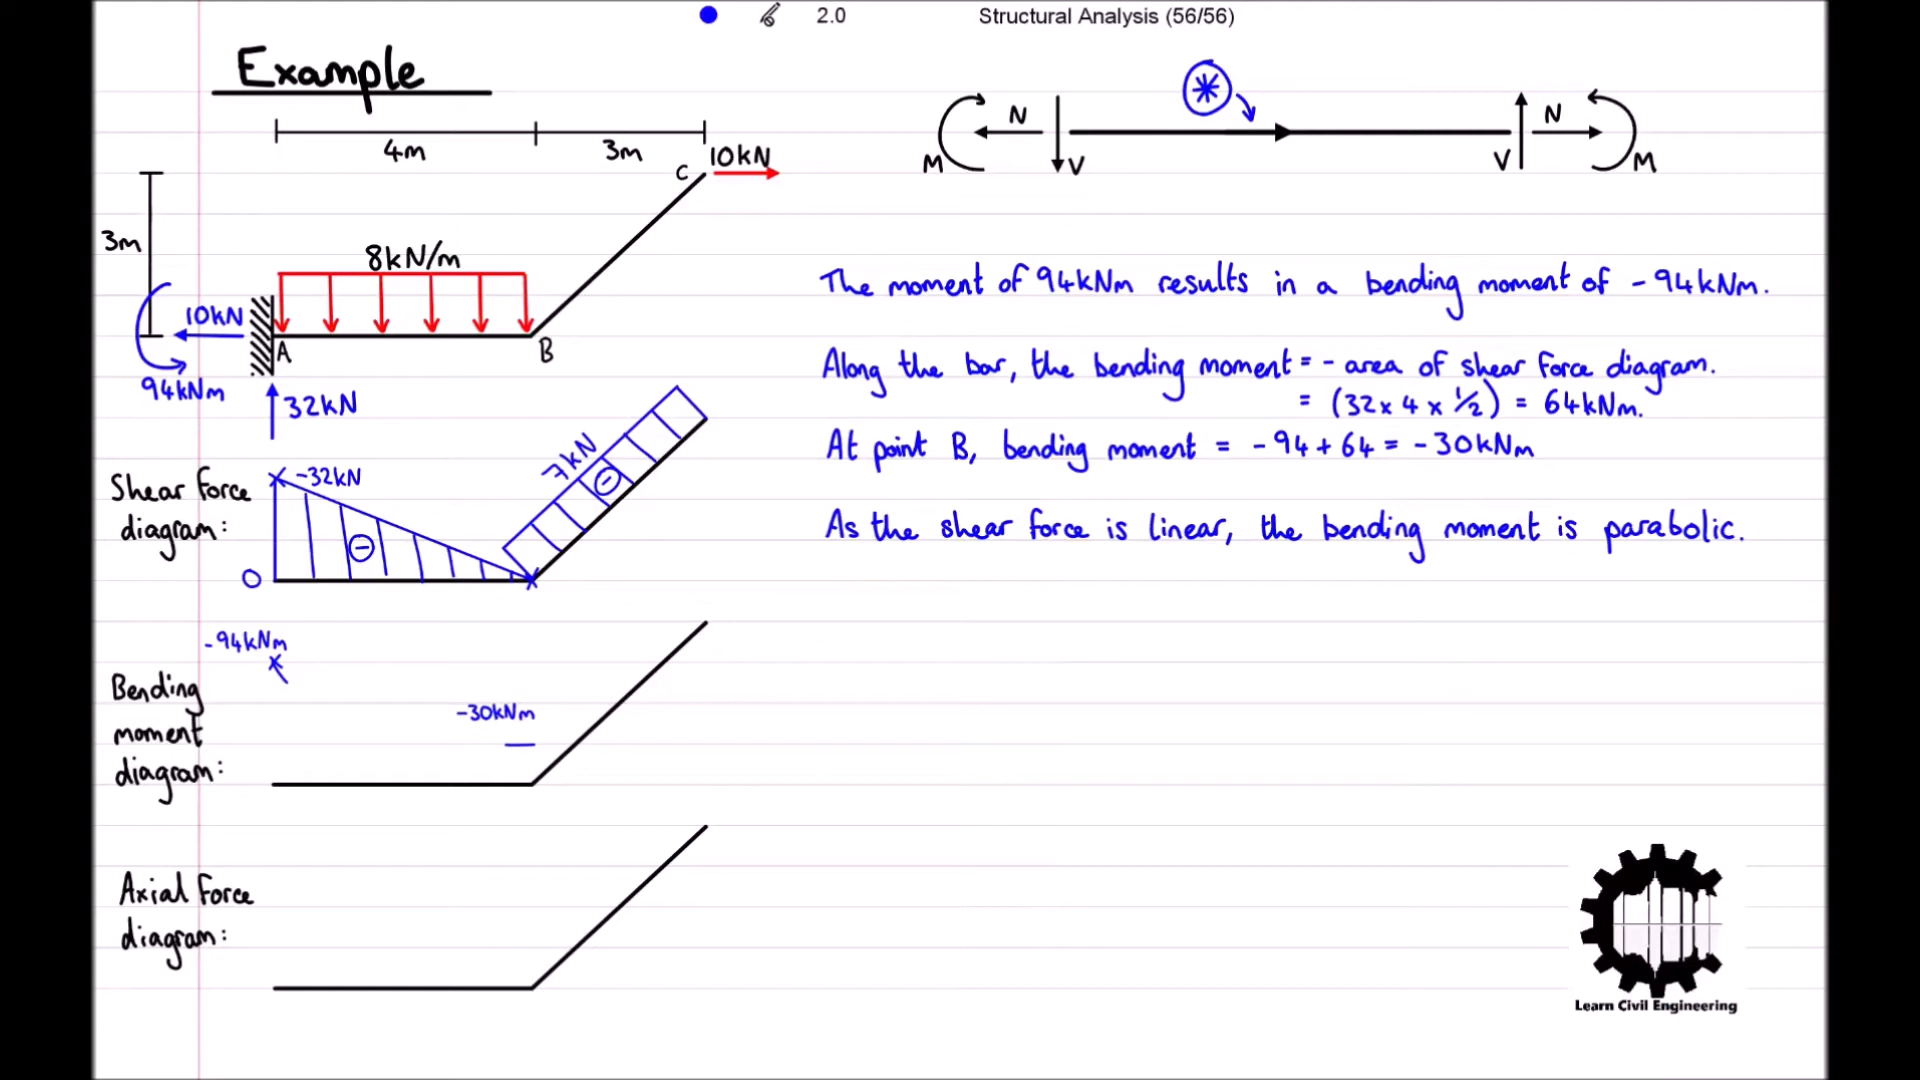 2.0 Structural Analysis (56/56)
Example
4m 3m
C 10kN
3m
8kN/m
10kN
A B
94kNm
32kN
N V M
*
V N M
The moment of 94kNm results in a bending moment of -94kNm.
Along the bar, the bending moment = - area of shear force diagram.
= (32 x 4 x 1/2) = 64kNm.
At point B, bending moment = -94 + 64 = -30kNm
As the shear force is linear, the bending moment is parabolic.
Shear force
diagram:
-32kN
7kN
0
-94kNm
Bending
moment
diagram:
-30kNm
Axial force
diagram:
Learn Civil Engineering